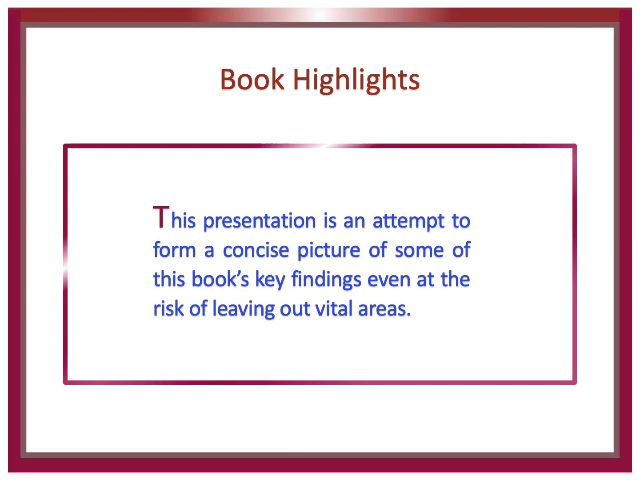 Book Highlights
This presentation is an attempt to
form a concise picture of some of
this book's key findings even at the
risk of leaving out vital areas.